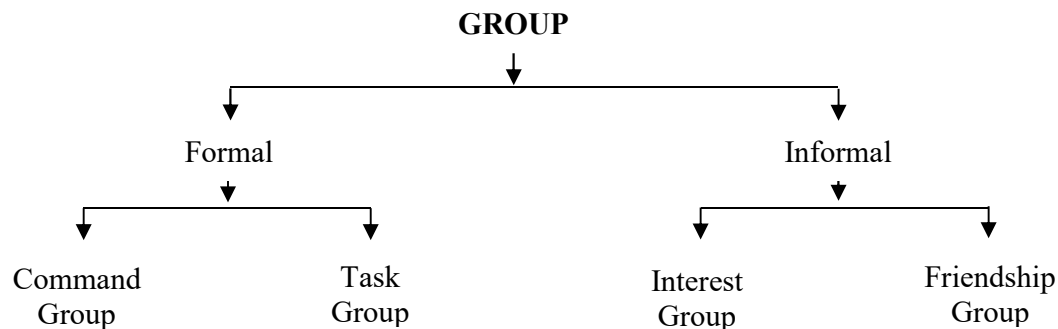 GROUP
Formal
Informal
Command
Group
Task
Group
Interest
Group
Friendship
Group